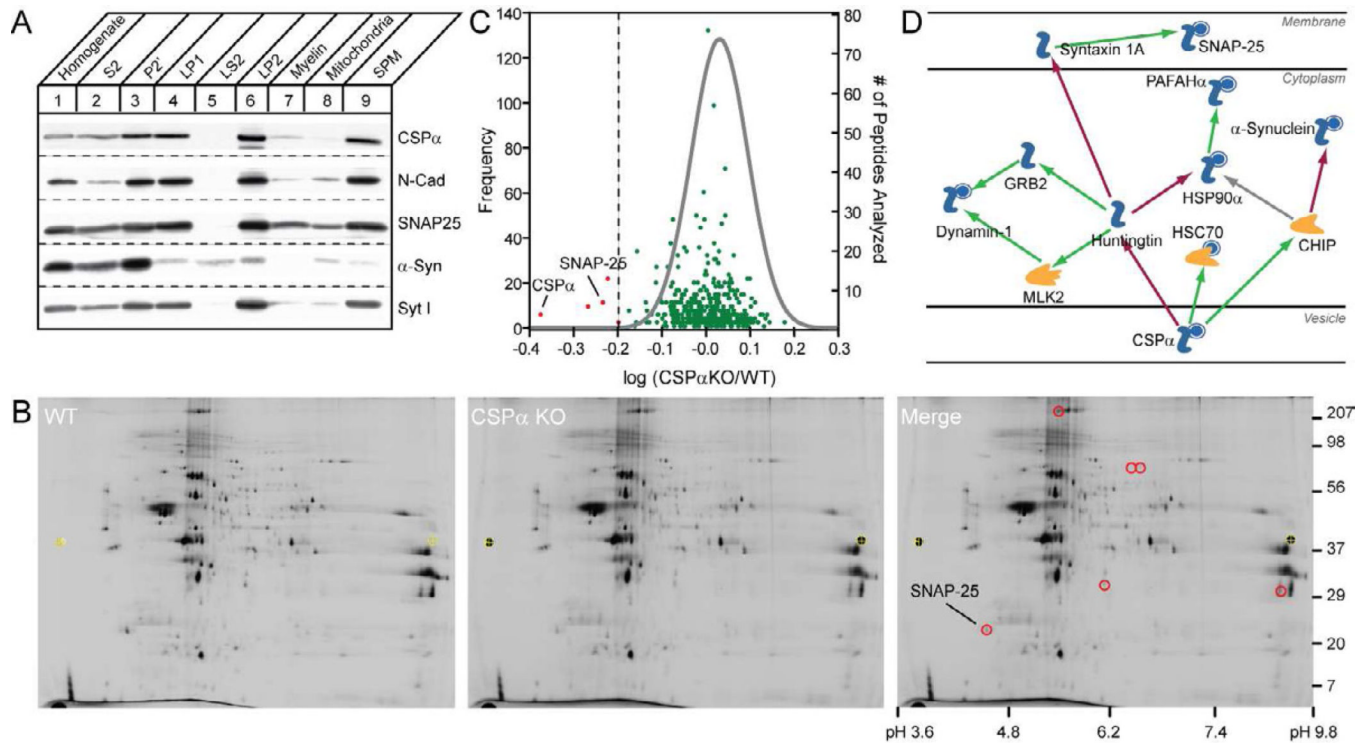 A
Homogenate
S2
P2'
LP1
LS2
LP2
Myelin
Mitochondria
SPM
1 2 3 4 5 6 7 8 9
CSPα
N-Cad
SNAP25
α-Syn
Syt I
C
140
120
100
80
60
40
20
0
Frequency
80
70
60
50
40
30
20
10
# of Peptides Analyzed
CSPα
SNAP-25
-0.4 -0.3 -0.2 -0.1 -0.0 0.1 0.2 0.3
log (CSPαKO/WT)
D
Membrane
Syntaxin 1A
SNAP-25
Cytoplasm
PAFAHα
α-Synuclein
GRB2
HSP90α
Dynamin-1
Huntingtin
HSC70
CHIP
MLK2
Vesicle
CSPα
B
WT
CSPα KO
Merge
SNAP-25
207
98
56
37
29
20
7
pH 3.6 4.8 6.2 7.4 pH 9.8